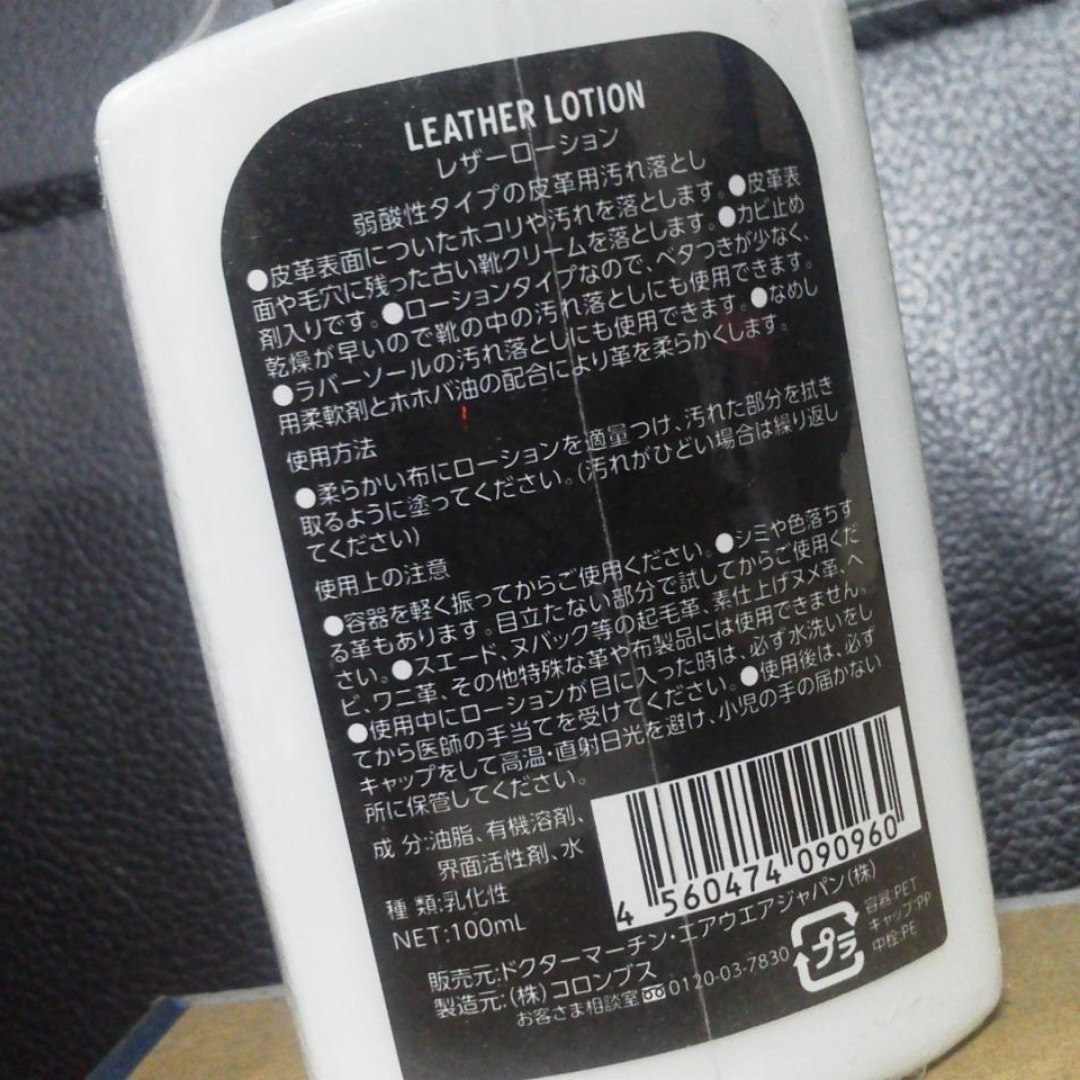 LEATHER LOTION
レザーローション
弱酸性タイプの皮革用汚れ落とし
●皮革表面についたホコリや汚れを落とします。●皮革表
面や毛穴に残った古い靴クリームを落とします。●カビ止め
剤入りです。●ローションタイプなので、ベタつきが少なく、
乾燥が早いので靴の中の汚れ落としにも使用できます。
●ラバーソールの汚れ落としにも使用できます。●なめし
用柔軟剤とホホバ油の配合により革を柔らかくします。
使用方法
●柔らかい布にローションを適量つけ、汚れた部分を拭き
取るように塗ってください。(汚れがひどい場合は繰り返し
てください)
使用上の注意
●容器を軽く振ってからご使用ください。●シミや色落ちす
る革もあります。目立たない部分で試してからご使用くだ
さい。●スエード、ヌバック等の起毛革、素仕上げヌメ革、ヘ
ビ、ワニ革、その他特殊な革や布製品には使用できません。
●使用中にローションが目に入った時は、必ず水洗いをし
てから医師の手当てを受けてください。●使用後は、必ず
キャップをして高温・直射日光を避け、小児の手の届かない
所に保管してください。
成 分:油脂、有機溶剤、
界面活性剤、水
種 類:乳化性
NET:100mL
4 560474 090960
販売元:ドクターマーチン・エアウエアジャパン(株)
製造元:(株)コロンブス
お客さま相談室 0120-03-7830
プラ
容器:PET
キャップ:PP
中栓:PE